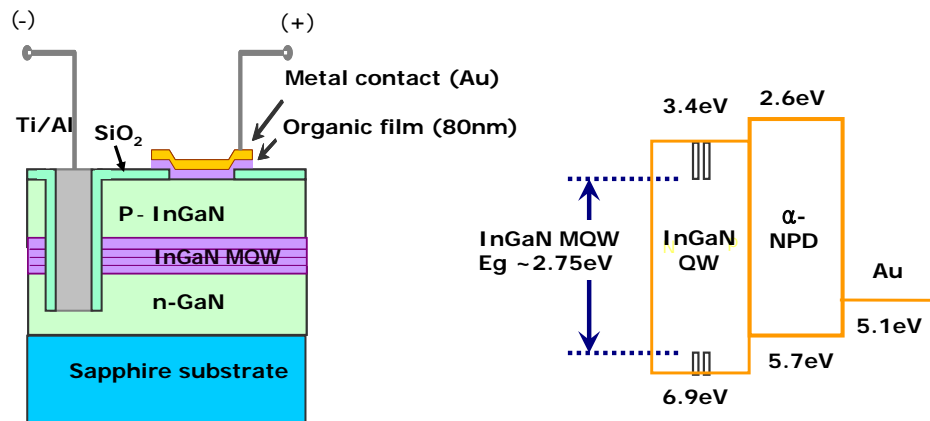 (-)
(+)
Metal contact (Au)
Ti/Al
SiO₂
Organic film (80nm)
P- InGaN
InGaN MQW
n-GaN
Sapphire substrate
3.4eV
2.6eV
InGaN MQW
Eg ~2.75eV
InGaN
QW
α-
NPD
Au
5.1eV
5.7eV
6.9eV